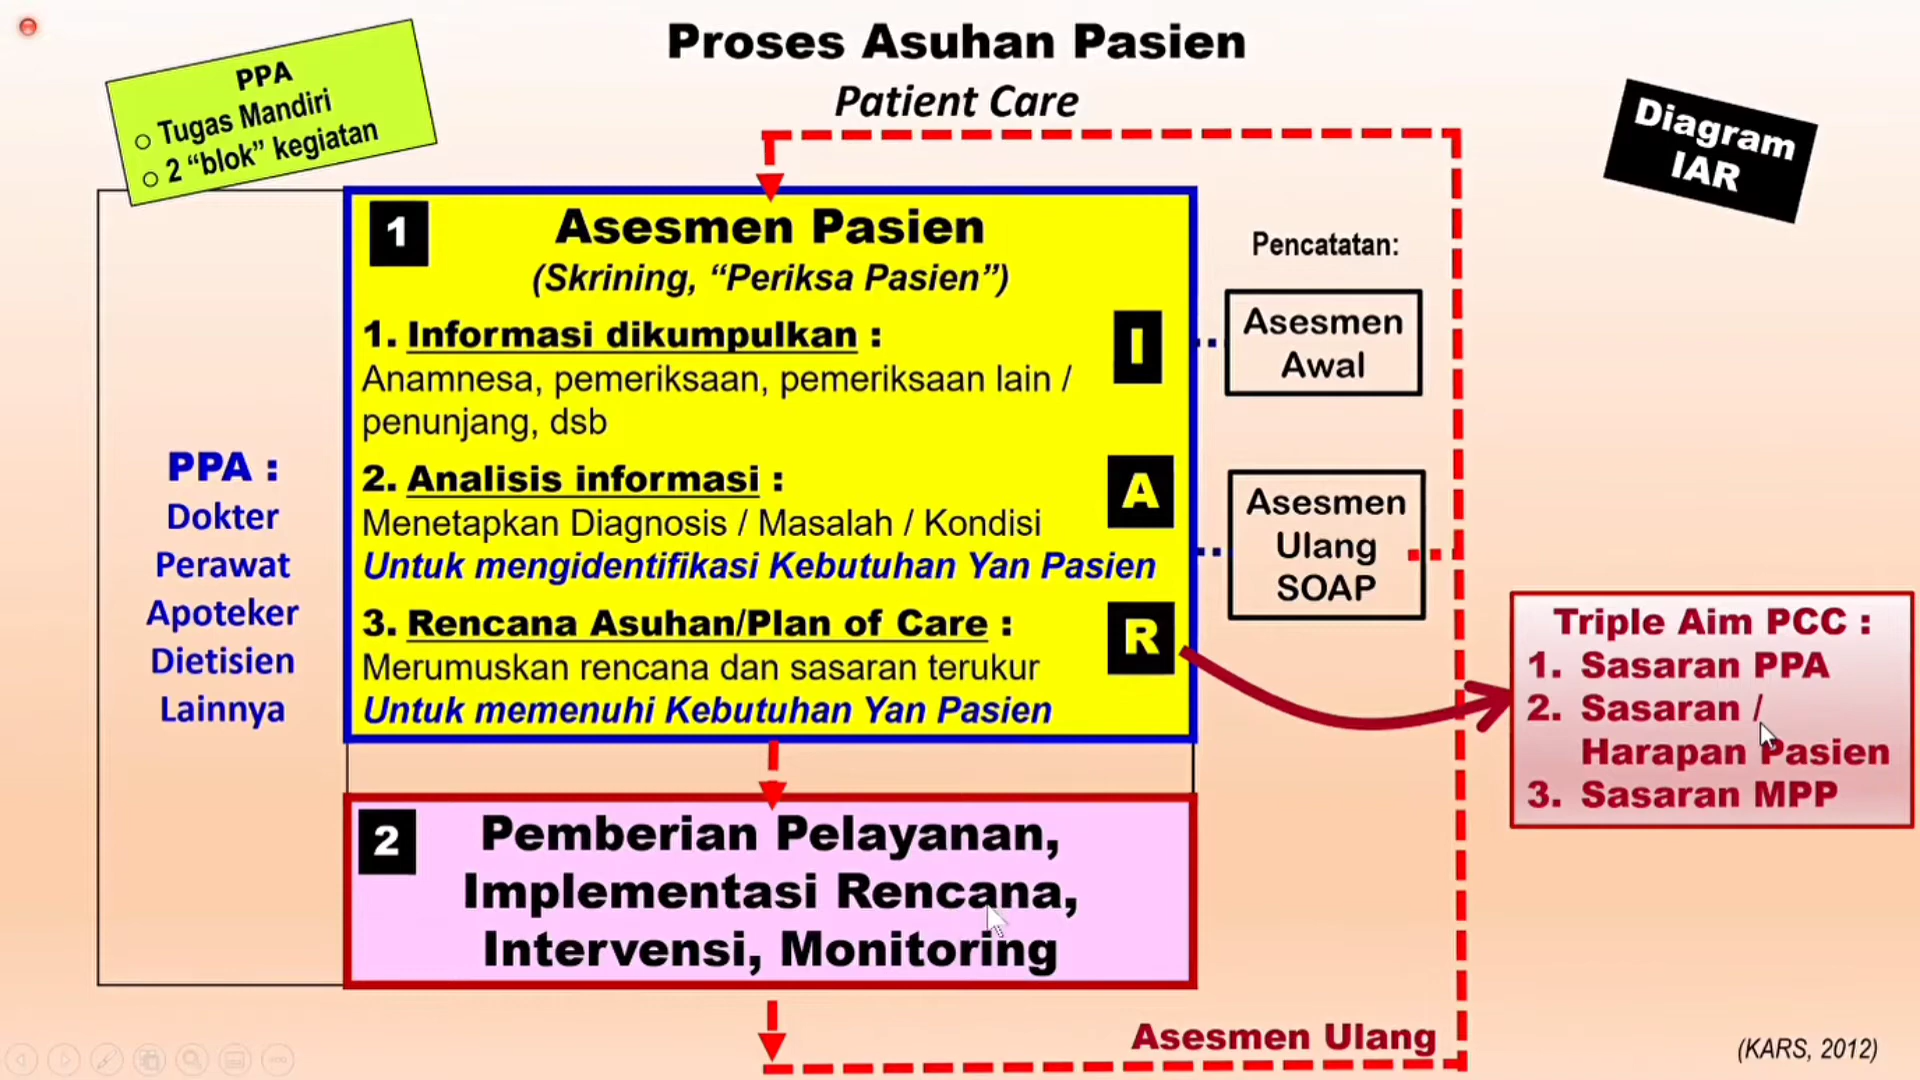 Proses Asuhan Pasien
Patient Care
PPA
○ Tugas Mandiri
○ 2 “blok” kegiatan
Diagram
IAR
PPA :
Dokter
Perawat
Apoteker
Dietisien
Lainnya
1
Asesmen Pasien
(Skrining, “Periksa Pasien”)
1. Informasi dikumpulkan :
I
Anamnesa, pemeriksaan, pemeriksaan lain /
penunjang, dsb
2. Analisis informasi :
A
Menetapkan Diagnosis / Masalah / Kondisi
Untuk mengidentifikasi Kebutuhan Yan Pasien
3. Rencana Asuhan/Plan of Care :
R
Merumuskan rencana dan sasaran terukur
Untuk memenuhi Kebutuhan Yan Pasien
Pencatatan:
Asesmen
Awal
Asesmen
Ulang
SOAP
Triple Aim PCC :
1. Sasaran PPA
2. Sasaran /
Harapan Pasien
3. Sasaran MPP
2
Pemberian Pelayanan,
Implementasi Rencana,
Intervensi, Monitoring
Asesmen Ulang
(KARS, 2012)